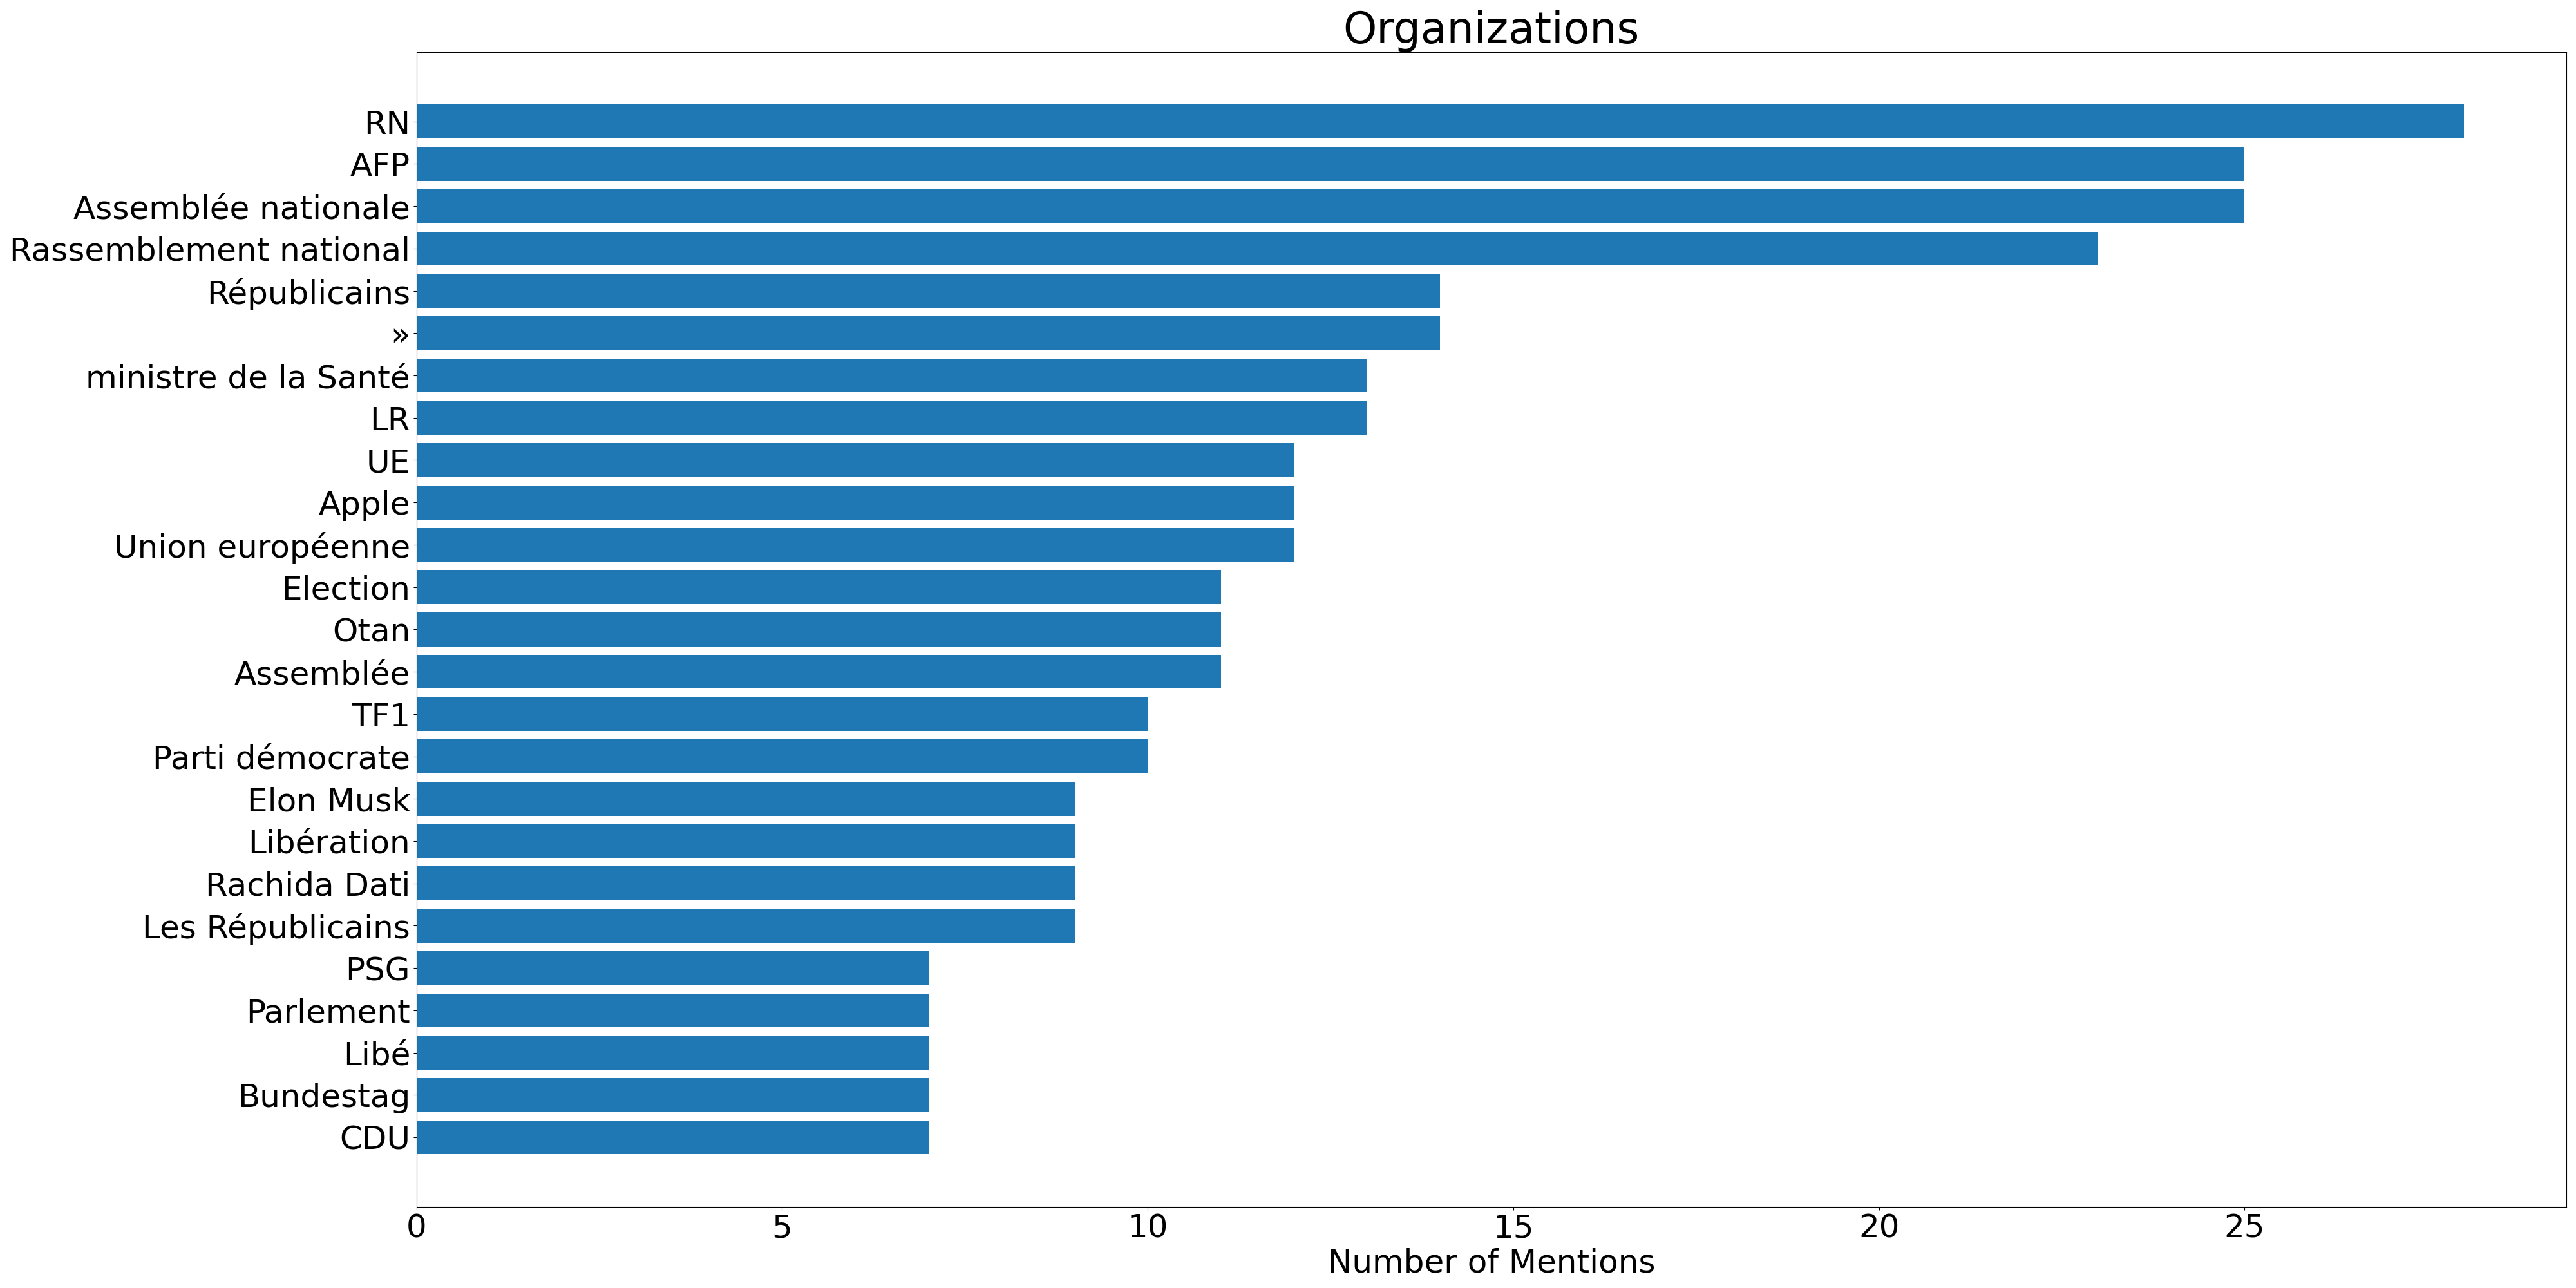 Organizations
RN
AFP
Assemblée nationale
Rassemblement national
Républicains
»
ministre de la Santé
LR
UE
Apple
Union européenne
Election
Otan
Assemblée
TF1
Parti démocrate
Elon Musk
Libération
Rachida Dati
Les Républicains
PSG
Parlement
Libé
Bundestag
CDU
0 5 10 15 20 25
Number of Mentions